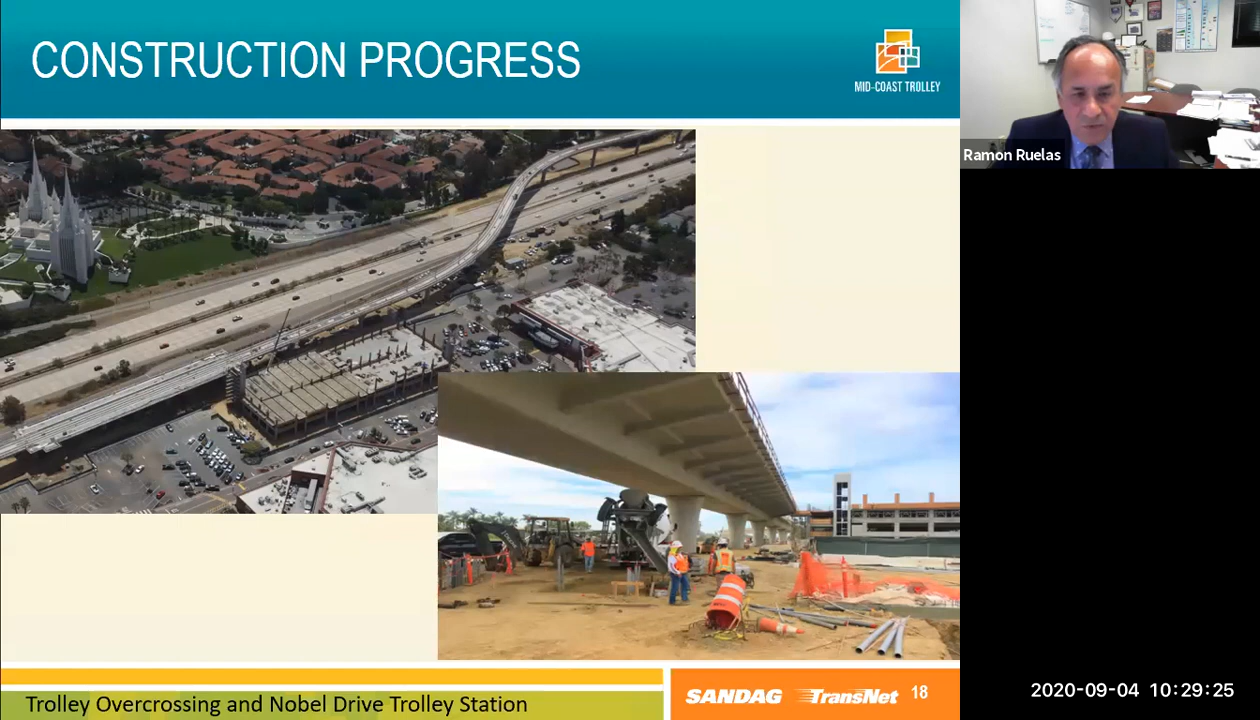 CONSTRUCTION PROGRESS
MID-COAST TROLLEY
Ramon Ruelas
Trolley Overcrossing and Nobel Drive Trolley Station
SANDAG TransNet 18
2020-09-04 10:29:25